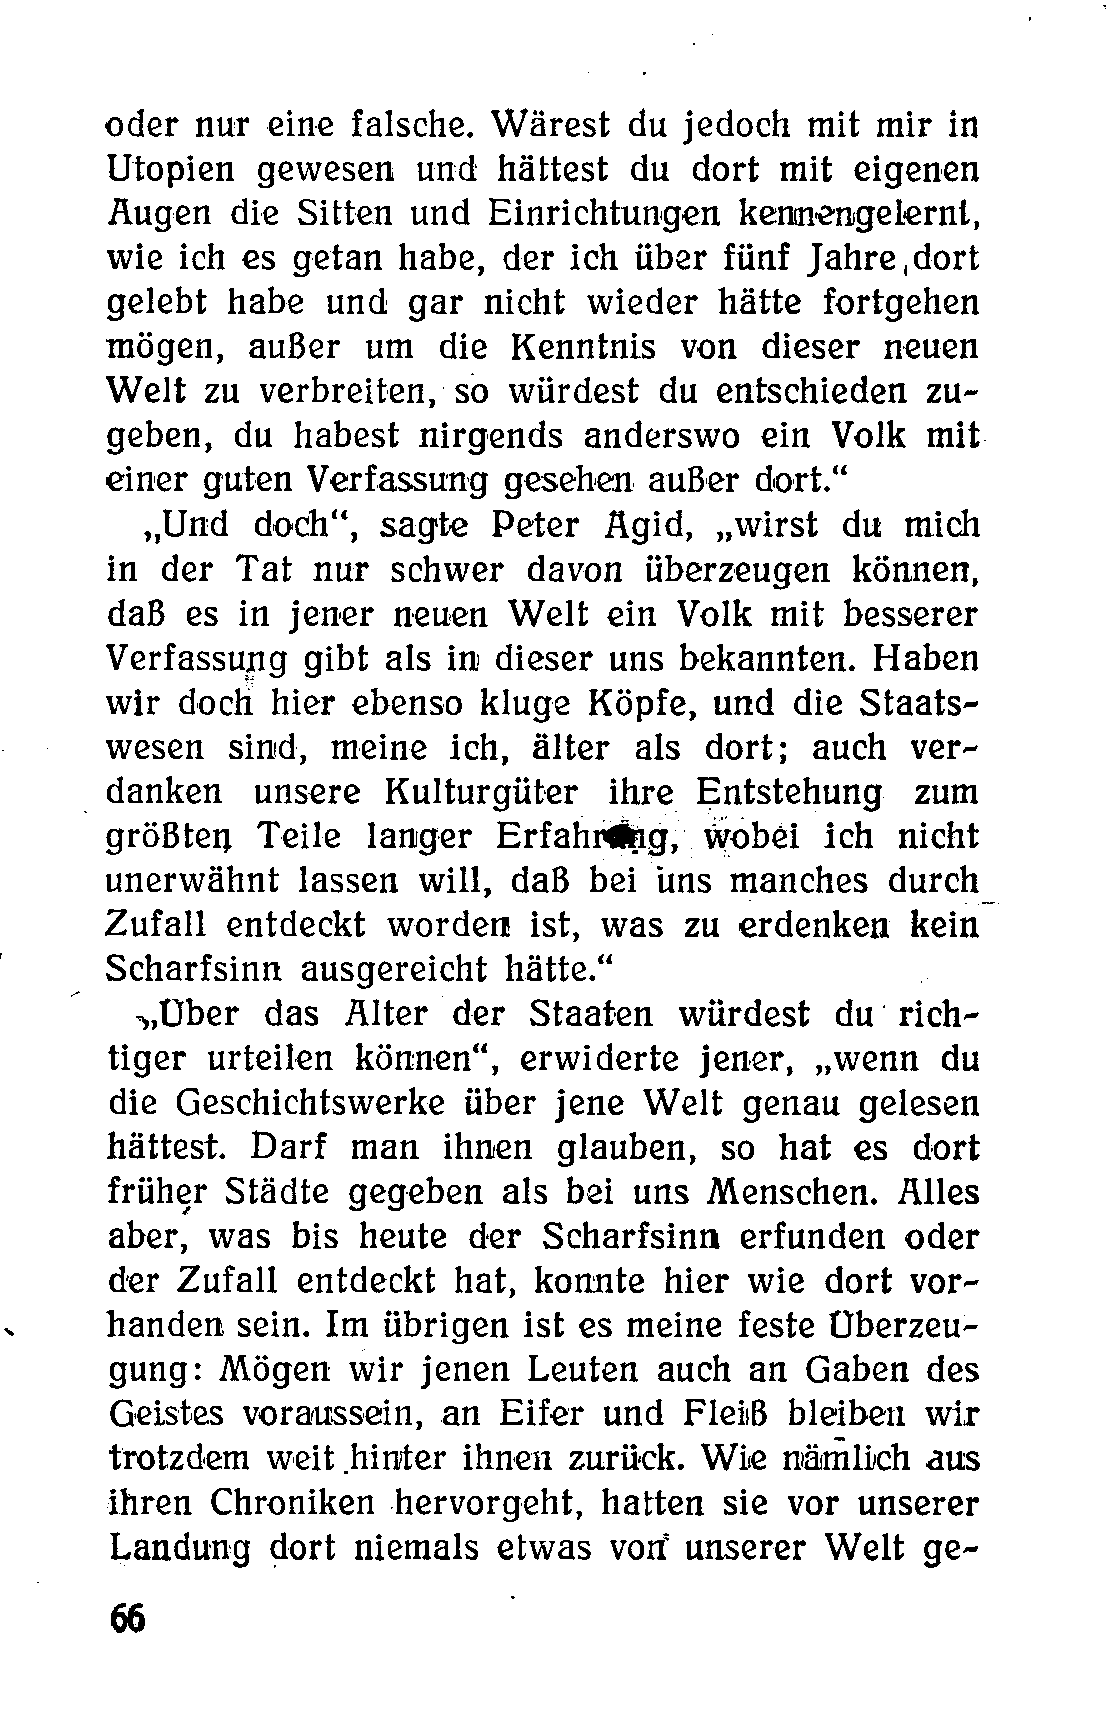 oder nur eine falsche. Wärest du jedoch mit mir in
Utopien gewesen und hättest du dort mit eigenen
Augen die Sitten und Einrichtungen kennengelernt,
wie ich es getan habe, der ich über fünf Jahre dort
gelebt habe und gar nicht wieder hätte fortgehen
mögen, außer um die Kenntnis von dieser neuen
Welt zu verbreiten, so würdest du entschieden zu-
geben, du habest nirgends anderswo ein Volk mit
einer guten Verfassung gesehen außer dort.“
„Und doch“, sagte Peter Agid, „wirst du mich
in der Tat nur schwer davon überzeugen können,
daß es in jener neuen Welt ein Volk mit besserer
Verfassung gibt als in dieser uns bekannten. Haben
wir doch hier ebenso kluge Köpfe, und die Staats-
wesen sind, meine ich, älter als dort; auch ver-
danken unsere Kulturgüter ihre Entstehung zum
größten Teile langer Erfahrung, wobei ich nicht
unerwähnt lassen will, daß bei uns manches durch
Zufall entdeckt worden ist, was zu erdenken kein
Scharfsinn ausgereicht hätte.“
„Über das Alter der Staaten würdest du rich-
tiger urteilen können“, erwiderte jener, „wenn du
die Geschichtswerke über jene Welt genau gelesen
hättest. Darf man ihnen glauben, so hat es dort
früher Städte gegeben als bei uns Menschen. Alles
aber, was bis heute der Scharfsinn erfunden oder
der Zufall entdeckt hat, konnte hier wie dort vor-
handen sein. Im übrigen ist es meine feste Überzeu-
gung: Mögen wir jenen Leuten auch an Gaben des
Geistes voraussein, an Eifer und Fleiß bleiben wir
trotzdem weit hinter ihnen zurück. Wie nämlich aus
ihren Chroniken hervorgeht, hatten sie vor unserer
Landung dort niemals etwas von unserer Welt ge-
66